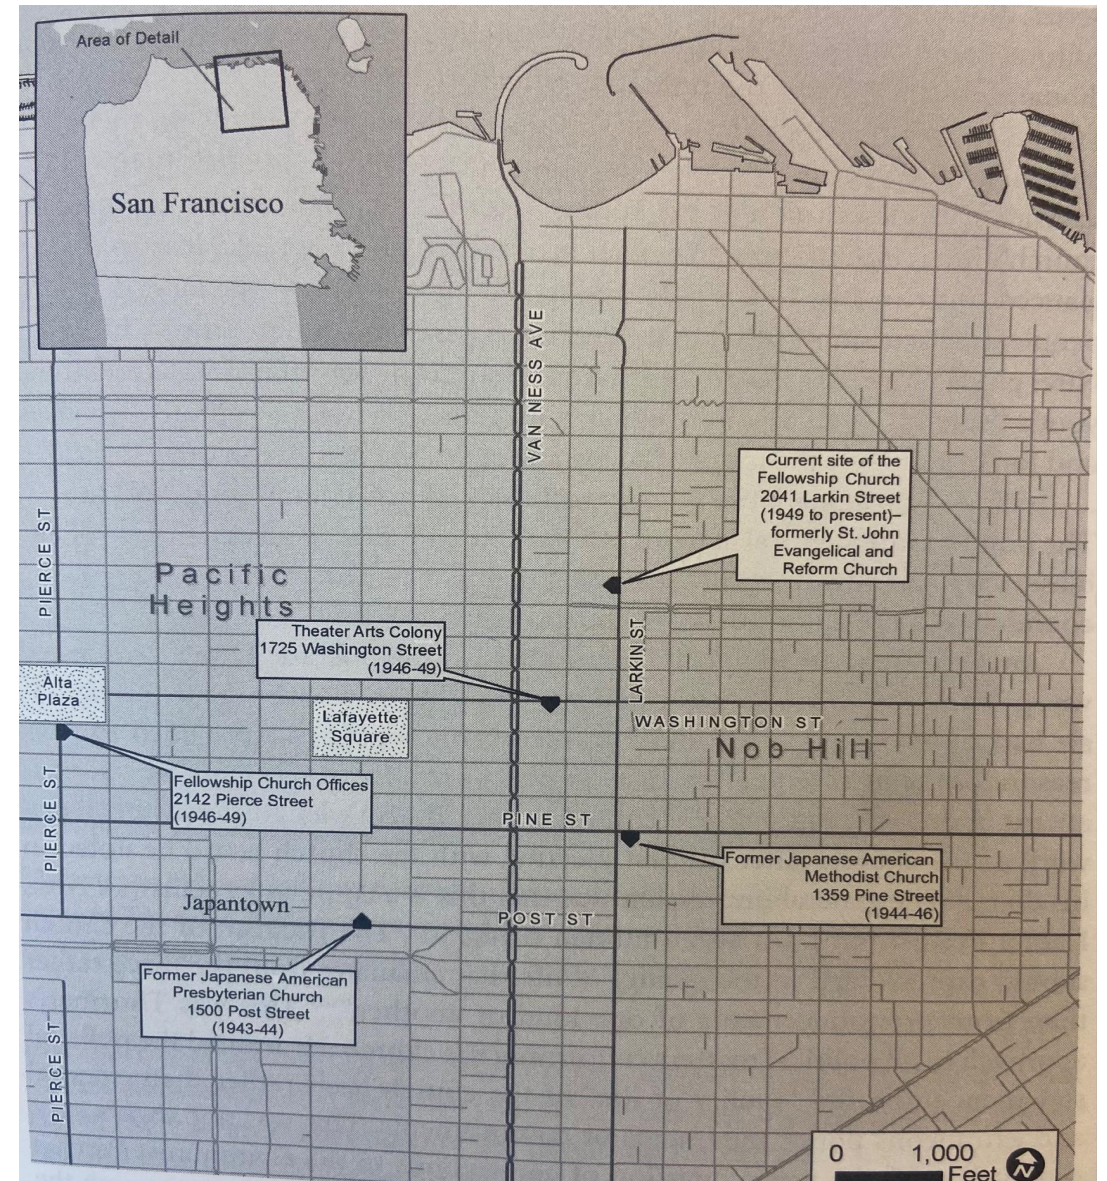 Area of Detail
San Francisco
VAN NESS AVE
PIERCE ST
Current site of the
Fellowship Church
2041 Larkin Street
(1949 to present)–
formerly St. John
Evangelical and
Reform Church
Pacific
Heights
Theater Arts Colony
1725 Washington Street
(1946-49)
LARKIN ST
Alta
Plaza
Lafayette
Square
WASHINGTON ST
Nob Hill
Fellowship Church Offices
2142 Pierce Street
(1946-49)
PIERCE ST
PINE ST
Former Japanese American
Methodist Church
1359 Pine Street
(1944-46)
Japantown
POST ST
Former Japanese American
Presbyterian Church
1500 Post Street
(1943-44)
PIERCE ST
0 1,000
Feet
N